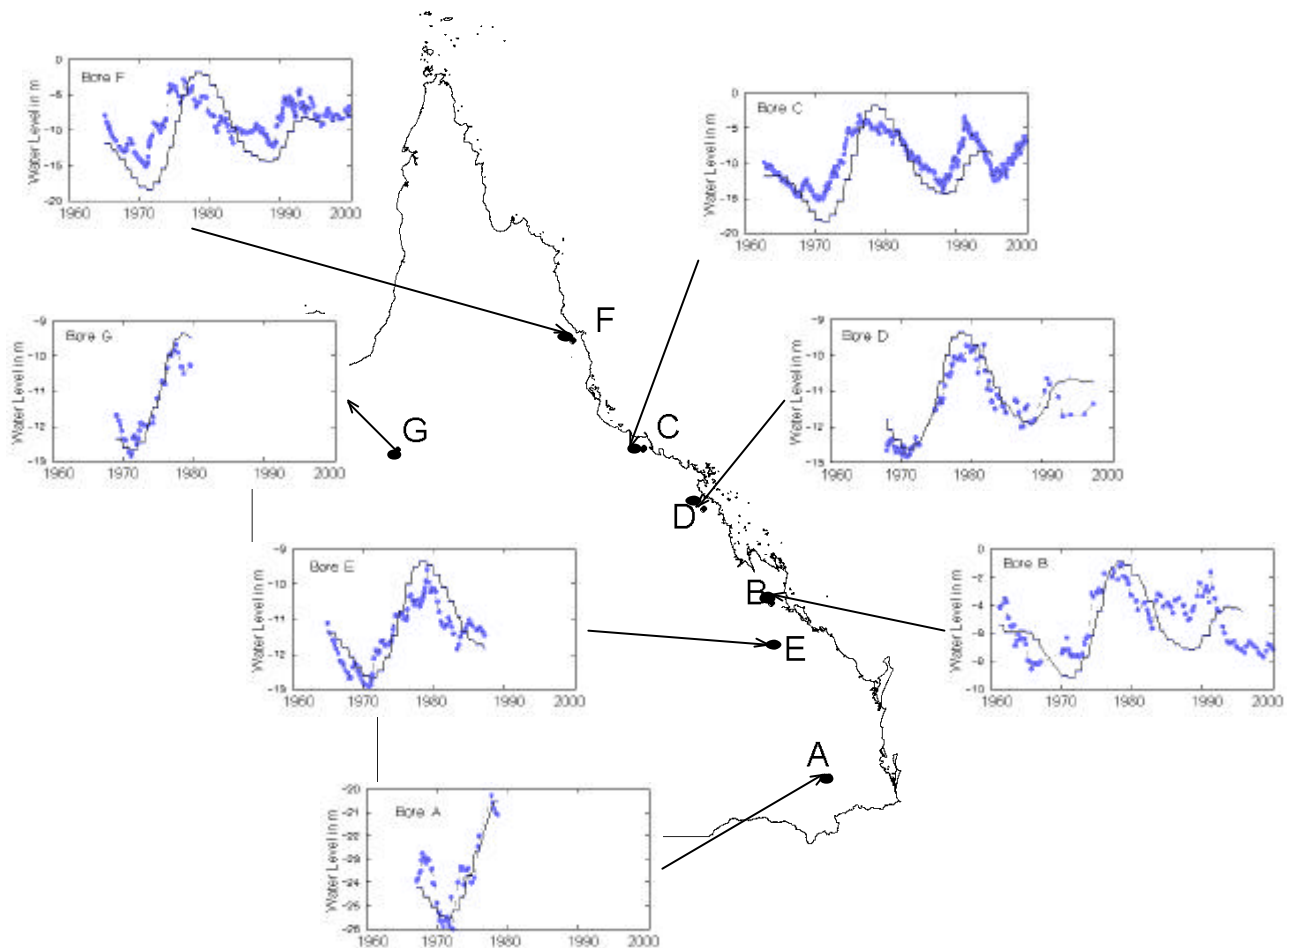 Bore F
Water Level in m
0
-5
-10
-15
-20
1960 1970 1980 1990 2000
Bore C
Water Level in m
0
-5
-10
-15
-20
1960 1970 1980 1990 2000
F
Bore G
Water Level in m
-9
-10
-11
-12
-13
1960 1970 1980 1990 2000
G
C
Bore D
Water Level in m
-9
-10
-11
-12
-13
1960 1970 1980 1990 2000
D
Bore E
Water Level in m
-9
-10
-11
-12
-13
1960 1970 1980 1990 2000
B
E
Bore B
Water Level in m
0
-2
-4
-6
-8
-10
1960 1970 1980 1990 2000
A
Bore A
Water Level in m
-20
-21
-22
-23
-24
-25
-26
1960 1970 1980 1990 2000